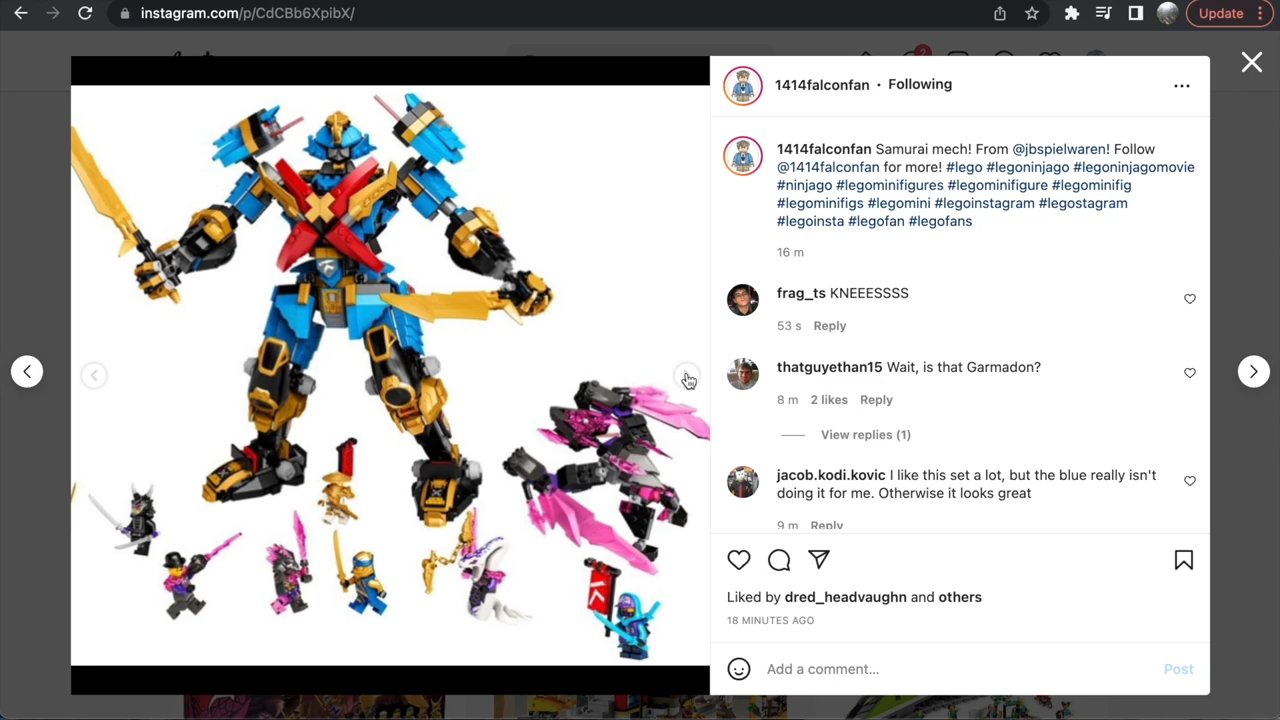 instagram.com/p/CdCBb6XpibX/
Update
2
1414falconfan • Following
1414falconfan Samurai mech! From @jbspielwaren! Follow
@1414falconfan for more! #lego #legoninjago #legoninjagomovie
#ninjago #legominifigures #legominifigure #legominifig
#legominifigs #legomini #legoinstagram #legostagram
#legoinsta #legofan #legofans
16 m
frag_ts KNEEESSSS
53 s Reply
thatguyethan15 Wait, is that Garmadon?
8 m 2 likes Reply
View replies (1)
jacob.kodi.kovic I like this set a lot, but the blue really isn't
doing it for me. Otherwise it looks great
9 m Reply
Liked by dred_headvaughn and others
18 MINUTES AGO
Add a comment... Post